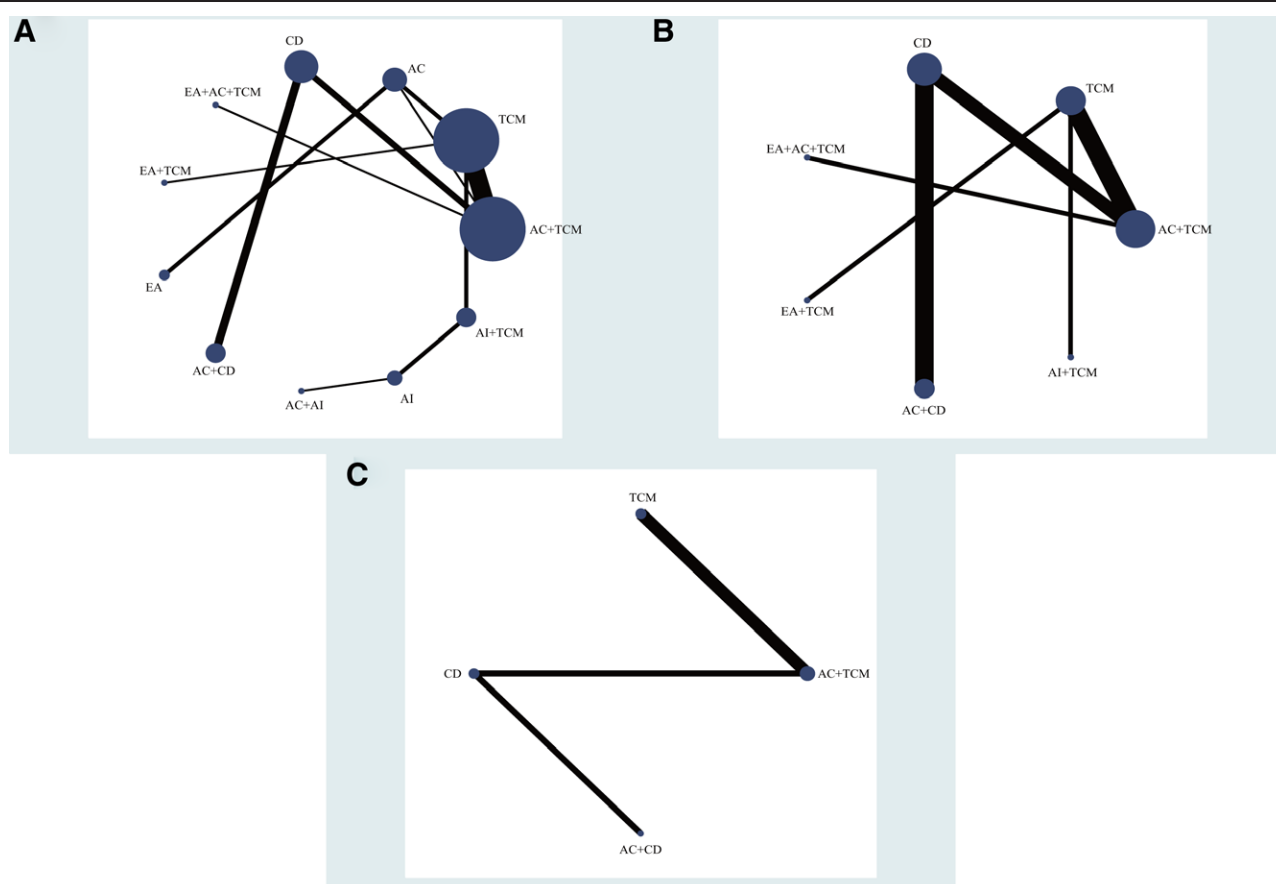 A
CD
AC
EA+AC+TCM
TCM
EA+TCM
AC+TCM
EA
AI+TCM
AC+CD
AI
AC+AI
B
CD
TCM
EA+AC+TCM
AC+TCM
EA+TCM
AI+TCM
AC+CD
C
TCM
CD
AC+TCM
AC+CD